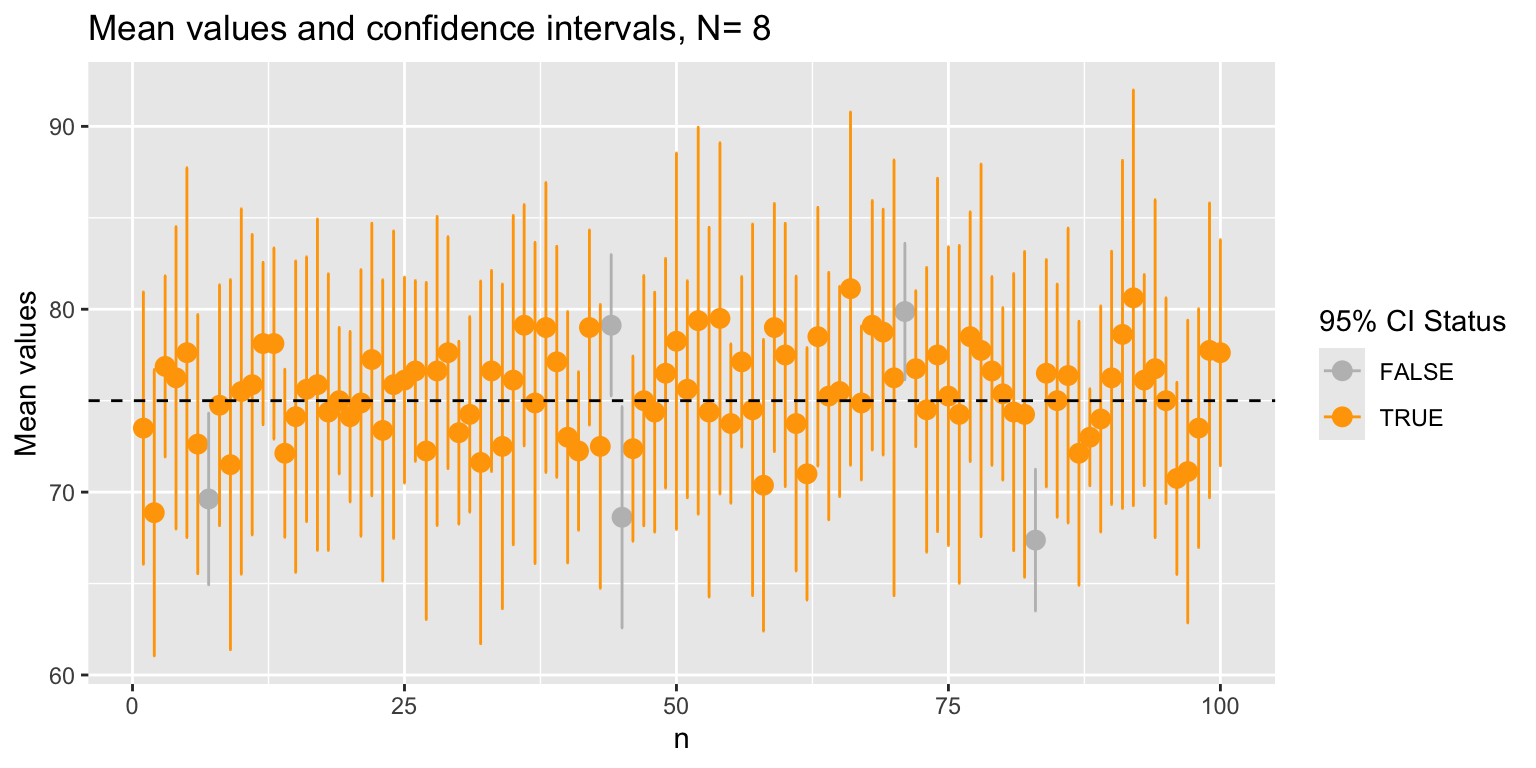 Mean values and confidence intervals, N= 8
Mean values
90
80
70
60
0 25 50 75 100
n
95% CI Status
FALSE
TRUE